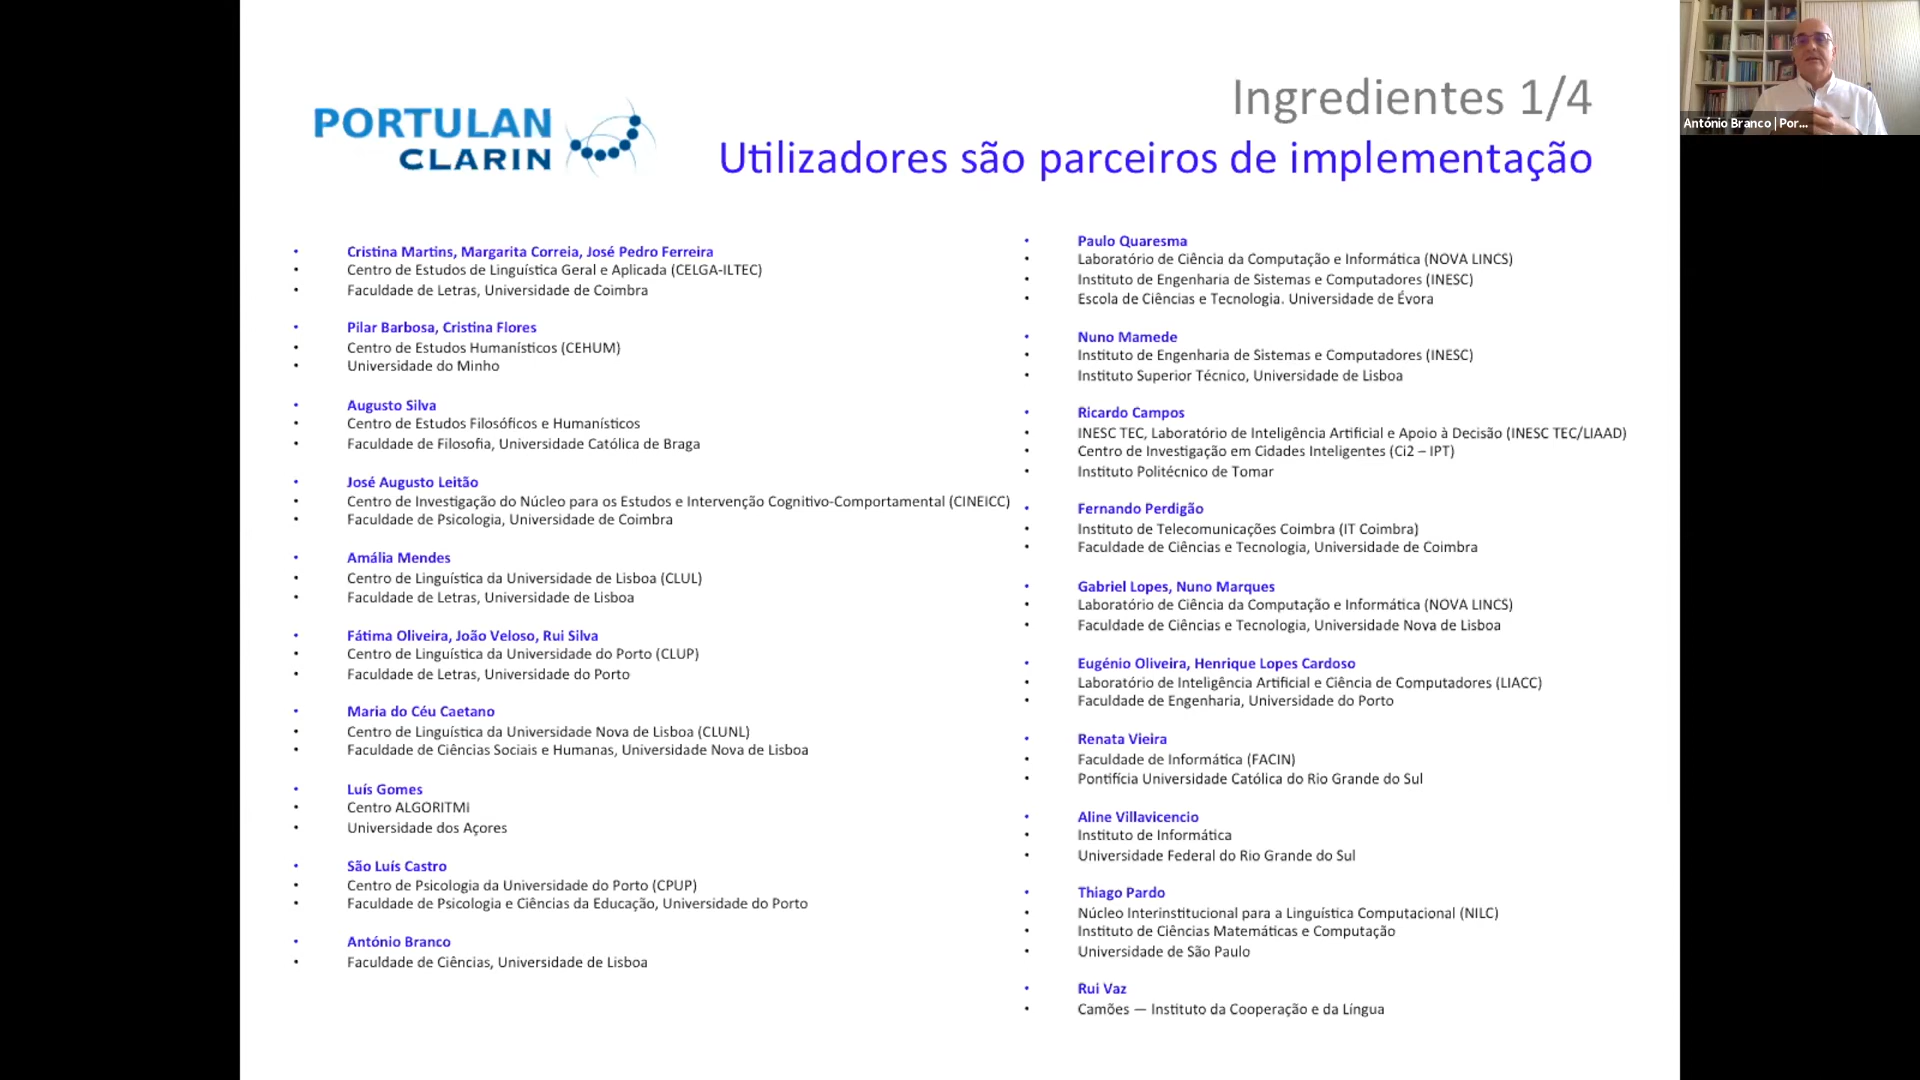 PORTULAN
CLARIN
Ingredientes 1/4
Utilizadores são parceiros de implementação
• Cristina Martins, Margarita Correia, José Pedro Ferreira
• Centro de Estudos de Linguística Geral e Aplicada (CELGA-ILTEC)
• Faculdade de Letras, Universidade de Coimbra
• Pilar Barbosa, Cristina Flores
• Centro de Estudos Humanísticos (CEHUM)
• Universidade do Minho
• Augusto Silva
• Centro de Estudos Filosóficos e Humanísticos
• Faculdade de Filosofia, Universidade Católica de Braga
• José Augusto Leitão
• Centro de Investigação do Núcleo para os Estudos e Intervenção Cognitivo-Comportamental (CINEICC)
• Faculdade de Psicologia, Universidade de Coimbra
• Amália Mendes
• Centro de Linguística da Universidade de Lisboa (CLUL)
• Faculdade de Letras, Universidade de Lisboa
• Fátima Oliveira, João Veloso, Rui Silva
• Centro de Linguística da Universidade do Porto (CLUP)
• Faculdade de Letras, Universidade do Porto
• Maria do Céu Caetano
• Centro de Linguística da Universidade Nova de Lisboa (CLUNL)
• Faculdade de Ciências Sociais e Humanas, Universidade Nova de Lisboa
• Luís Gomes
• Centro ALGORITMI
• Universidade dos Açores
• São Luís Castro
• Centro de Psicologia da Universidade do Porto (CPUP)
• Faculdade de Psicologia e Ciências da Educação, Universidade do Porto
• António Branco
• Faculdade de Ciências, Universidade de Lisboa
• Paulo Quaresma
• Laboratório de Ciência da Computação e Informática (NOVA LINCS)
• Instituto de Engenharia de Sistemas e Computadores (INESC)
• Escola de Ciências e Tecnologia. Universidade de Évora
• Nuno Mamede
• Instituto de Engenharia de Sistemas e Computadores (INESC)
• Instituto Superior Técnico, Universidade de Lisboa
• Ricardo Campos
• INESC TEC, Laboratório de Inteligência Artificial e Apoio à Decisão (INESC TEC/LIAAD)
• Centro de Investigação em Cidades Inteligentes (Ci2 – IPT)
• Instituto Politécnico de Tomar
• Fernando Perdigão
• Instituto de Telecomunicações Coimbra (IT Coimbra)
• Faculdade de Ciências e Tecnologia, Universidade de Coimbra
• Gabriel Lopes, Nuno Marques
• Laboratório de Ciência da Computação e Informática (NOVA LINCS)
• Faculdade de Ciências e Tecnologia, Universidade Nova de Lisboa
• Eugénio Oliveira, Henrique Lopes Cardoso
• Laboratório de Inteligência Artificial e Ciência de Computadores (LIACC)
• Faculdade de Engenharia, Universidade do Porto
• Renata Vieira
• Faculdade de Informática (FACIN)
• Pontifícia Universidade Católica do Rio Grande do Sul
• Aline Villavicencio
• Instituto de Informática
• Universidade Federal do Rio Grande do Sul
• Thiago Pardo
• Núcleo Interinstitucional para a Linguística Computacional (NILC)
• Instituto de Ciências Matemáticas e Computação
• Universidade de São Paulo
• Rui Vaz
• Camões — Instituto da Cooperação e da Língua
António Branco | Por...